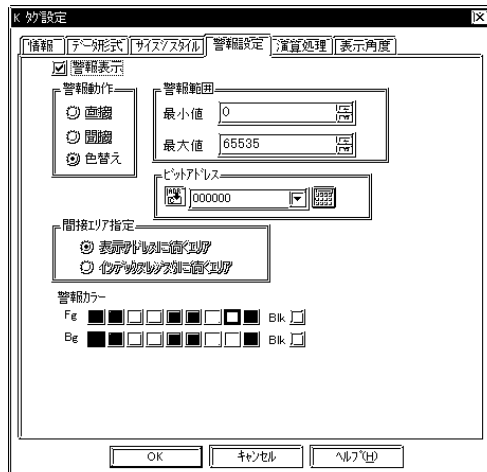 K ﾀｸﾞ設定
情報 ﾃﾞｰﾀ形式 ｻｲｽﾞ/ｽﾀｲﾙ 警報設定 演算処理 表示角度
警報表示
警報動作
直接
間接
色替え
警報範囲
最小値 0
最大値 65535
ﾋﾞｯﾄｱﾄﾞﾚｽ
000000
間接エリア指定
表示ｱﾄﾞﾚｽに続くｴﾘｱ
ｲﾝﾃﾞｯｸｽﾚｼﾞｽﾀに続くｴﾘｱ
警報ｶﾗｰ
Fg Blk
Bg Blk
OK ｷｬﾝｾﾙ ﾍﾙﾌﾟ(H)